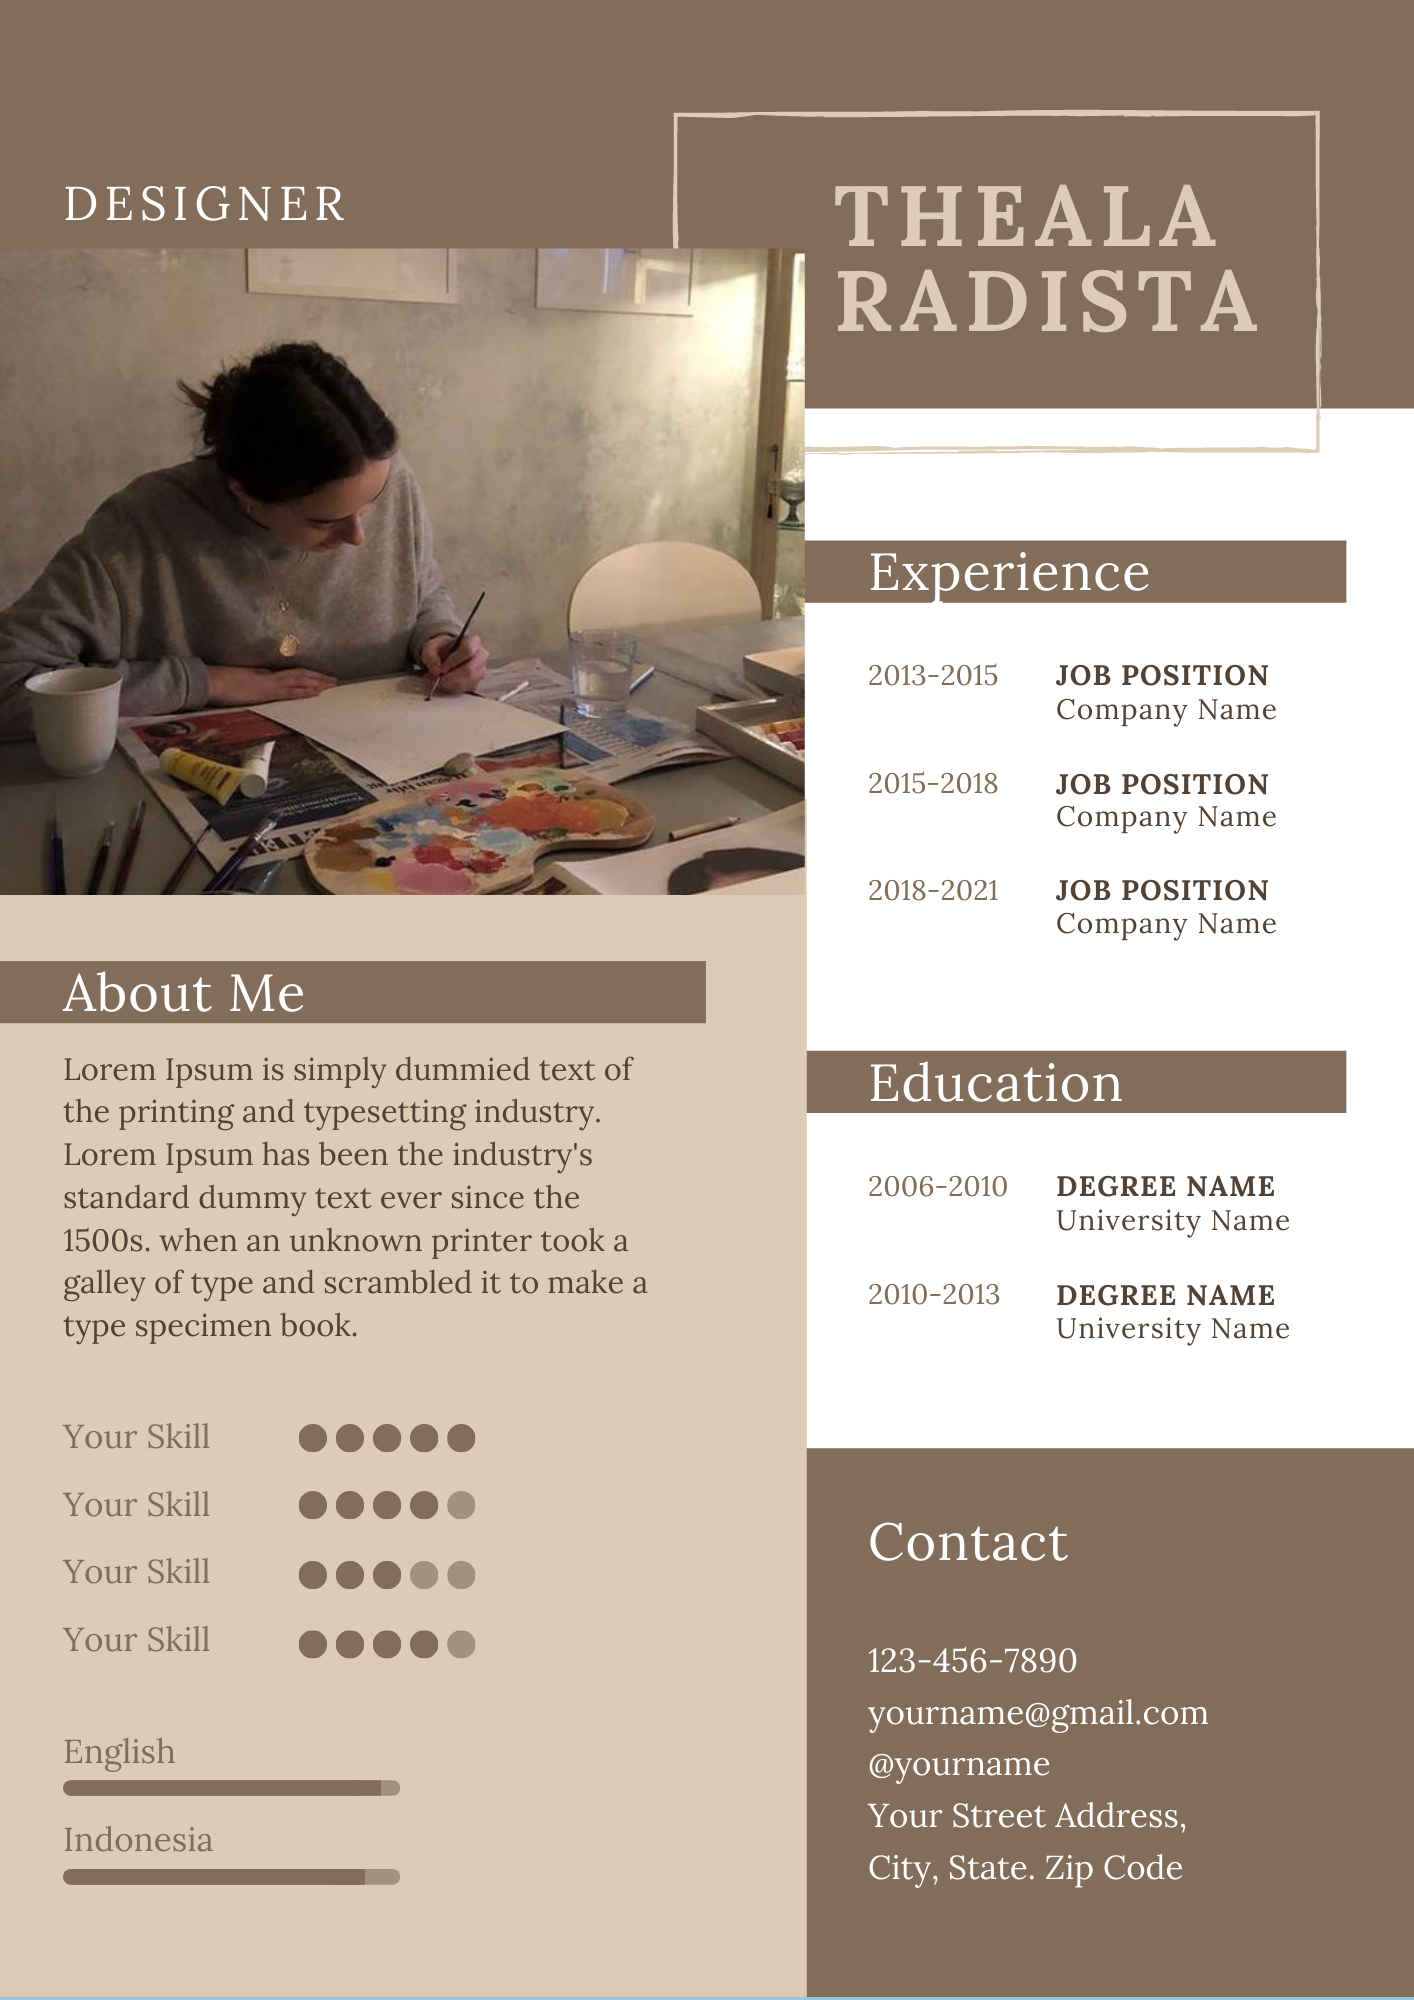 DESIGNER
THEALA
RADISTA
Experience
2013-2015 JOB POSITION
Company Name
2015-2018 JOB POSITION
Company Name
2018-2021 JOB POSITION
Company Name
About Me
Lorem Ipsum is simply dummied text of
the printing and typesetting industry.
Lorem Ipsum has been the industry's
standard dummy text ever since the
1500s. when an unknown printer took a
galley of type and scrambled it to make a
type specimen book.
Your Skill
Your Skill
Your Skill
Your Skill
English
Indonesia
Education
2006-2010 DEGREE NAME
University Name
2010-2013 DEGREE NAME
University Name
Contact
123-456-7890
yourname@gmail.com
@yourname
Your Street Address,
City, State. Zip Code